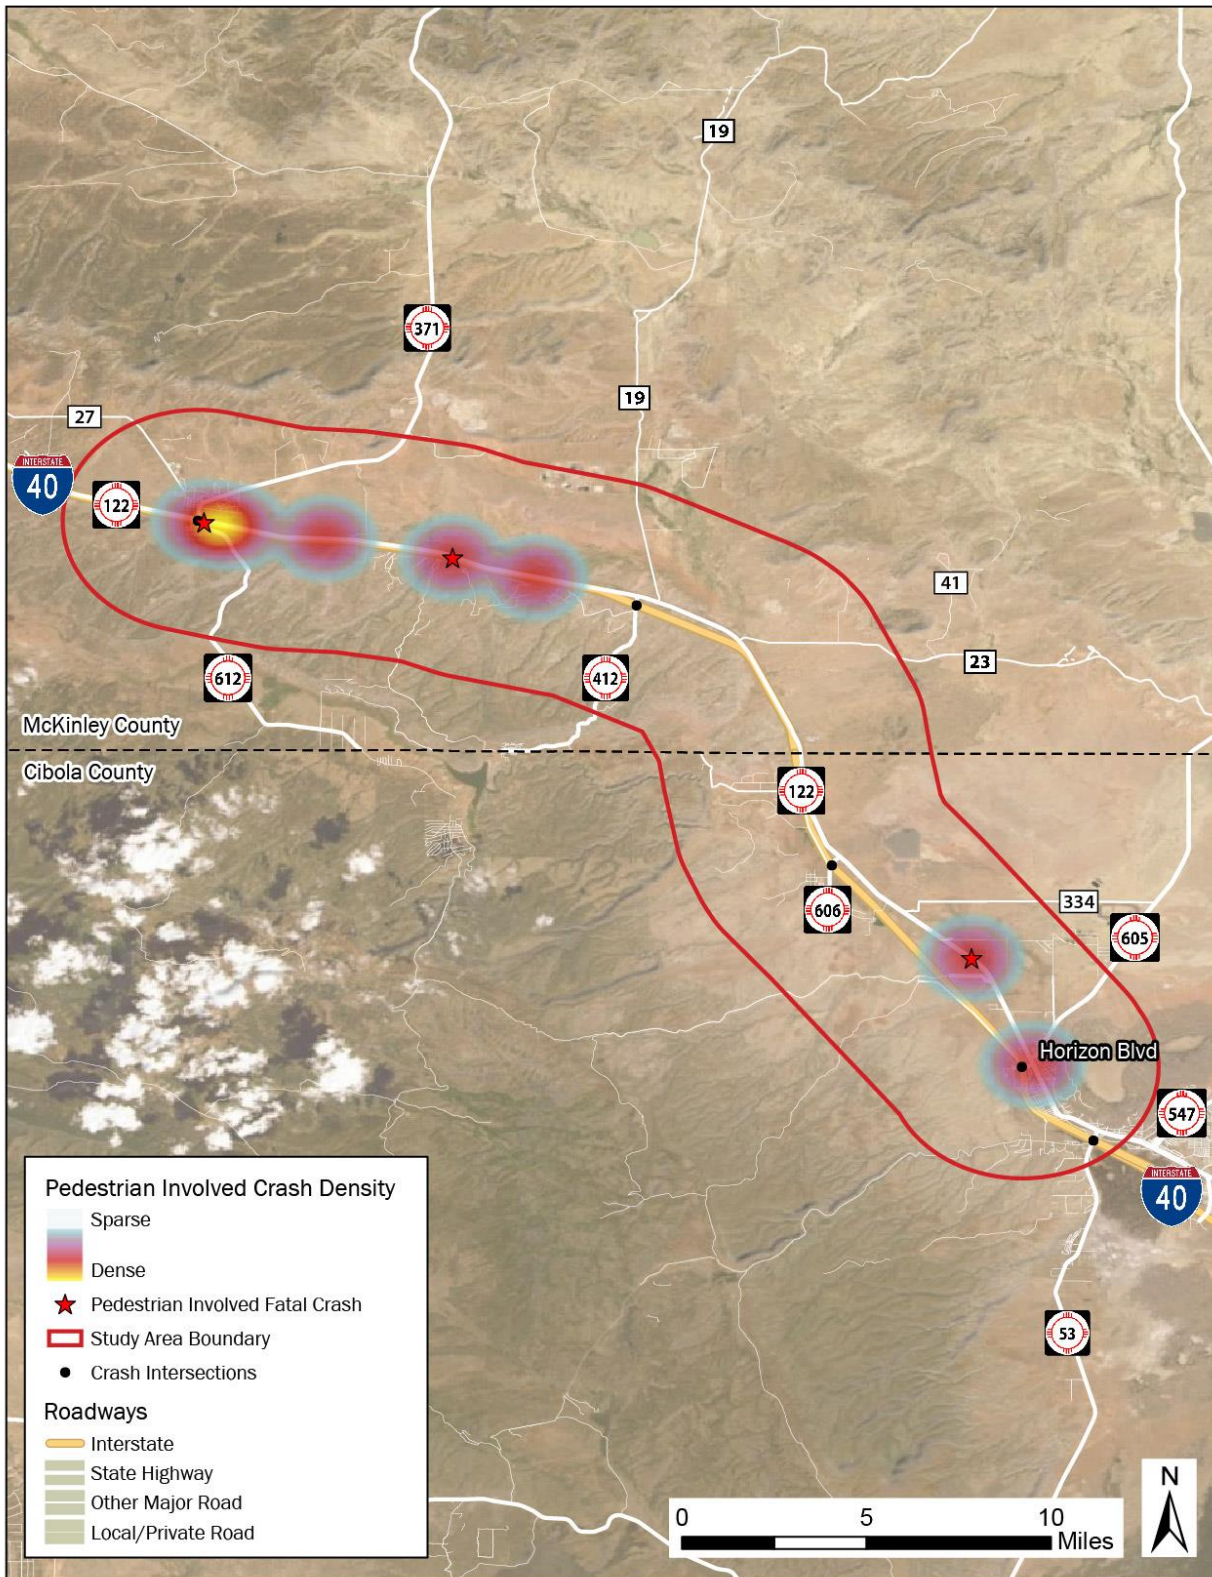 19
371
19
27
INTERSTATE
40
122
41
23
612
412
McKinley County
Cibola County
122
606
334
605
Horizon Blvd
547
INTERSTATE
40
53
Pedestrian Involved Crash Density
Sparse
Dense
Pedestrian Involved Fatal Crash
Study Area Boundary
Crash Intersections
Roadways
Interstate
State Highway
Other Major Road
Local/Private Road
0 5 10
Miles
N